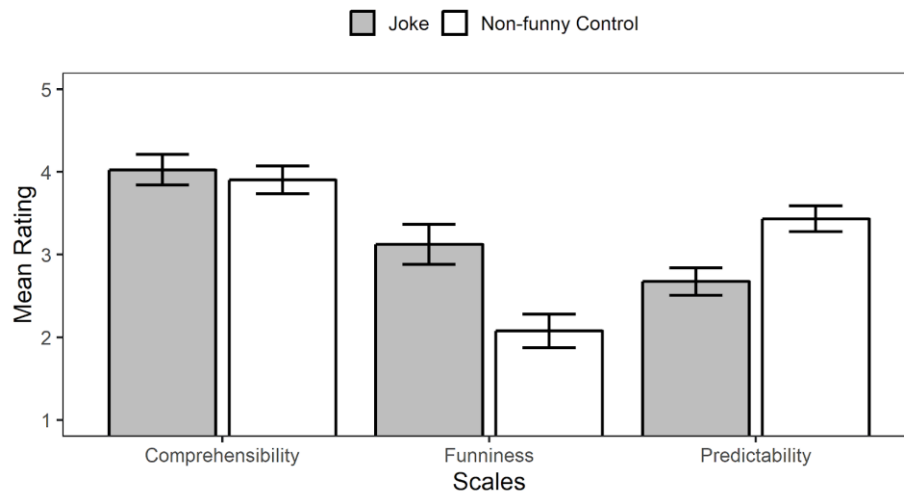 Joke Non-funny Control
5
4
3
2
1
Mean Rating
Comprehensibility Funniness Predictability
Scales